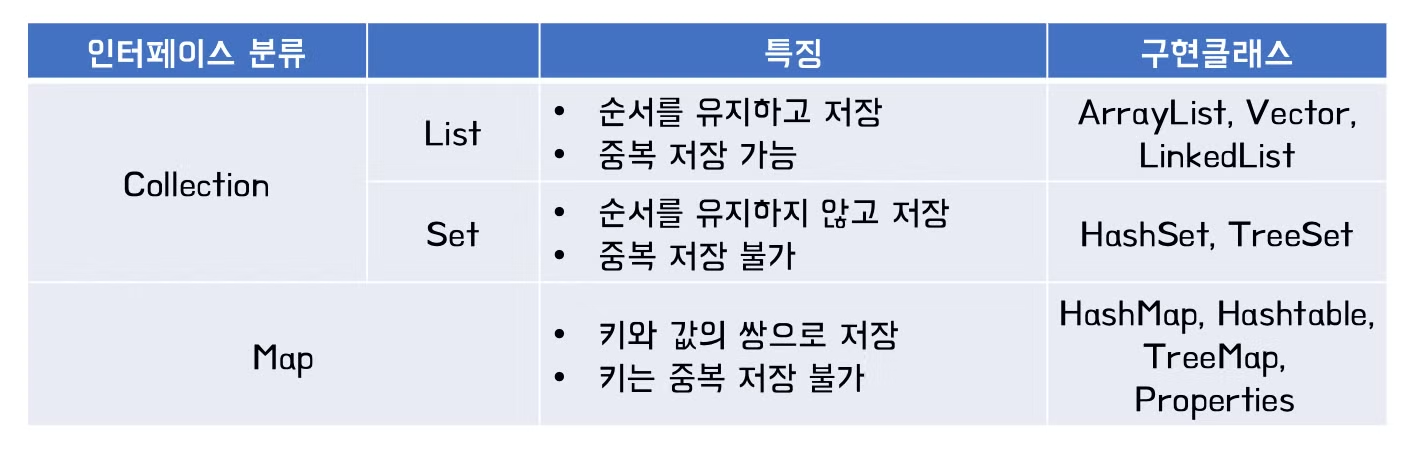 인터페이스 분류 특징 구현클래스
Collection
List
• 순서를 유지하고 저장
• 중복 저장 가능
ArrayList, Vector,
LinkedList
Set
• 순서를 유지하지 않고 저장
• 중복 저장 불가
HashSet, TreeSet
Map
• 키와 값의 쌍으로 저장
• 키는 중복 저장 불가
HashMap, Hashtable,
TreeMap,
Properties